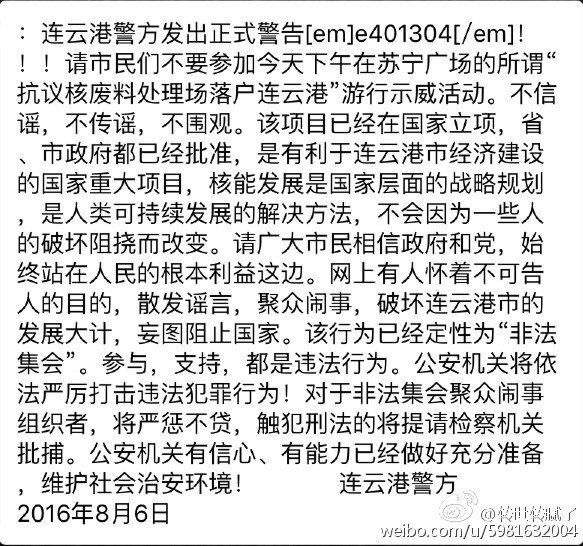 ：连云港警方发出正式警告[em]e401304[/em]！
！！请市民们不要参加今天下午在苏宁广场的所谓“
抗议核废料处理场落户连云港”游行示威活动。不信
谣，不传谣，不围观。该项目已经在国家立项，省
、市政府都已经批准，是有利于连云港市经济建设
的国家重大项目，核能发展是国家层面的战略规划
，是人类可持续发展的解决方法，不会因为一些人
的破坏阻挠而改变。请广大市民相信政府和党，始
终站在人民的根本利益这边。网上有人怀着不可告
人的目的，散发谣言，聚众闹事，破坏连云港市的
发展大计，妄图阻止国家。该行为已经定性为“非法
集会”。参与，支持，都是违法行为。公安机关将依
法严厉打击违法犯罪行为！对于非法集会聚众闹事
组织者，将严惩不贷，触犯刑法的将提请检察机关
批捕。公安机关有信心、有能力已经做好充分准备
，维护社会治安环境！ 连云港警方
2016年8月6日
@转世转腻了
weibo.com/u/5981632004